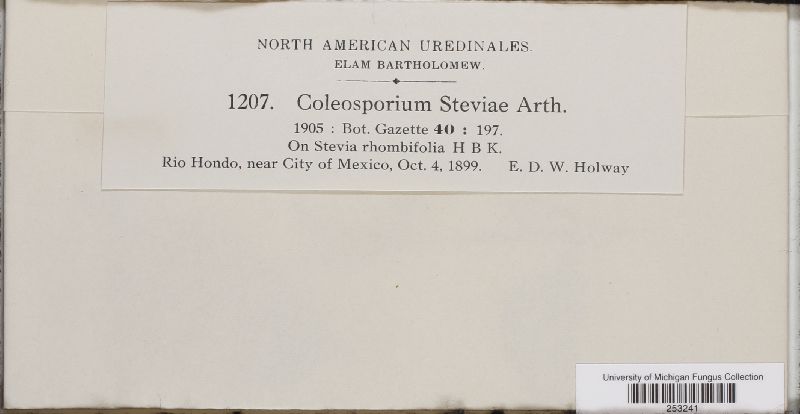 NORTH AMERICAN UREDINALES.
ELAM BARTHOLOMEW.
1207. Coleosporium Steviae Arth.
1905 : Bot. Gazette 40 : 197.
On Stevia rhombifolia H B K.
Rio Hondo, near City of Mexico, Oct. 4, 1899. E. D. W. Holway
University of Michigan Fungus Collection
253241